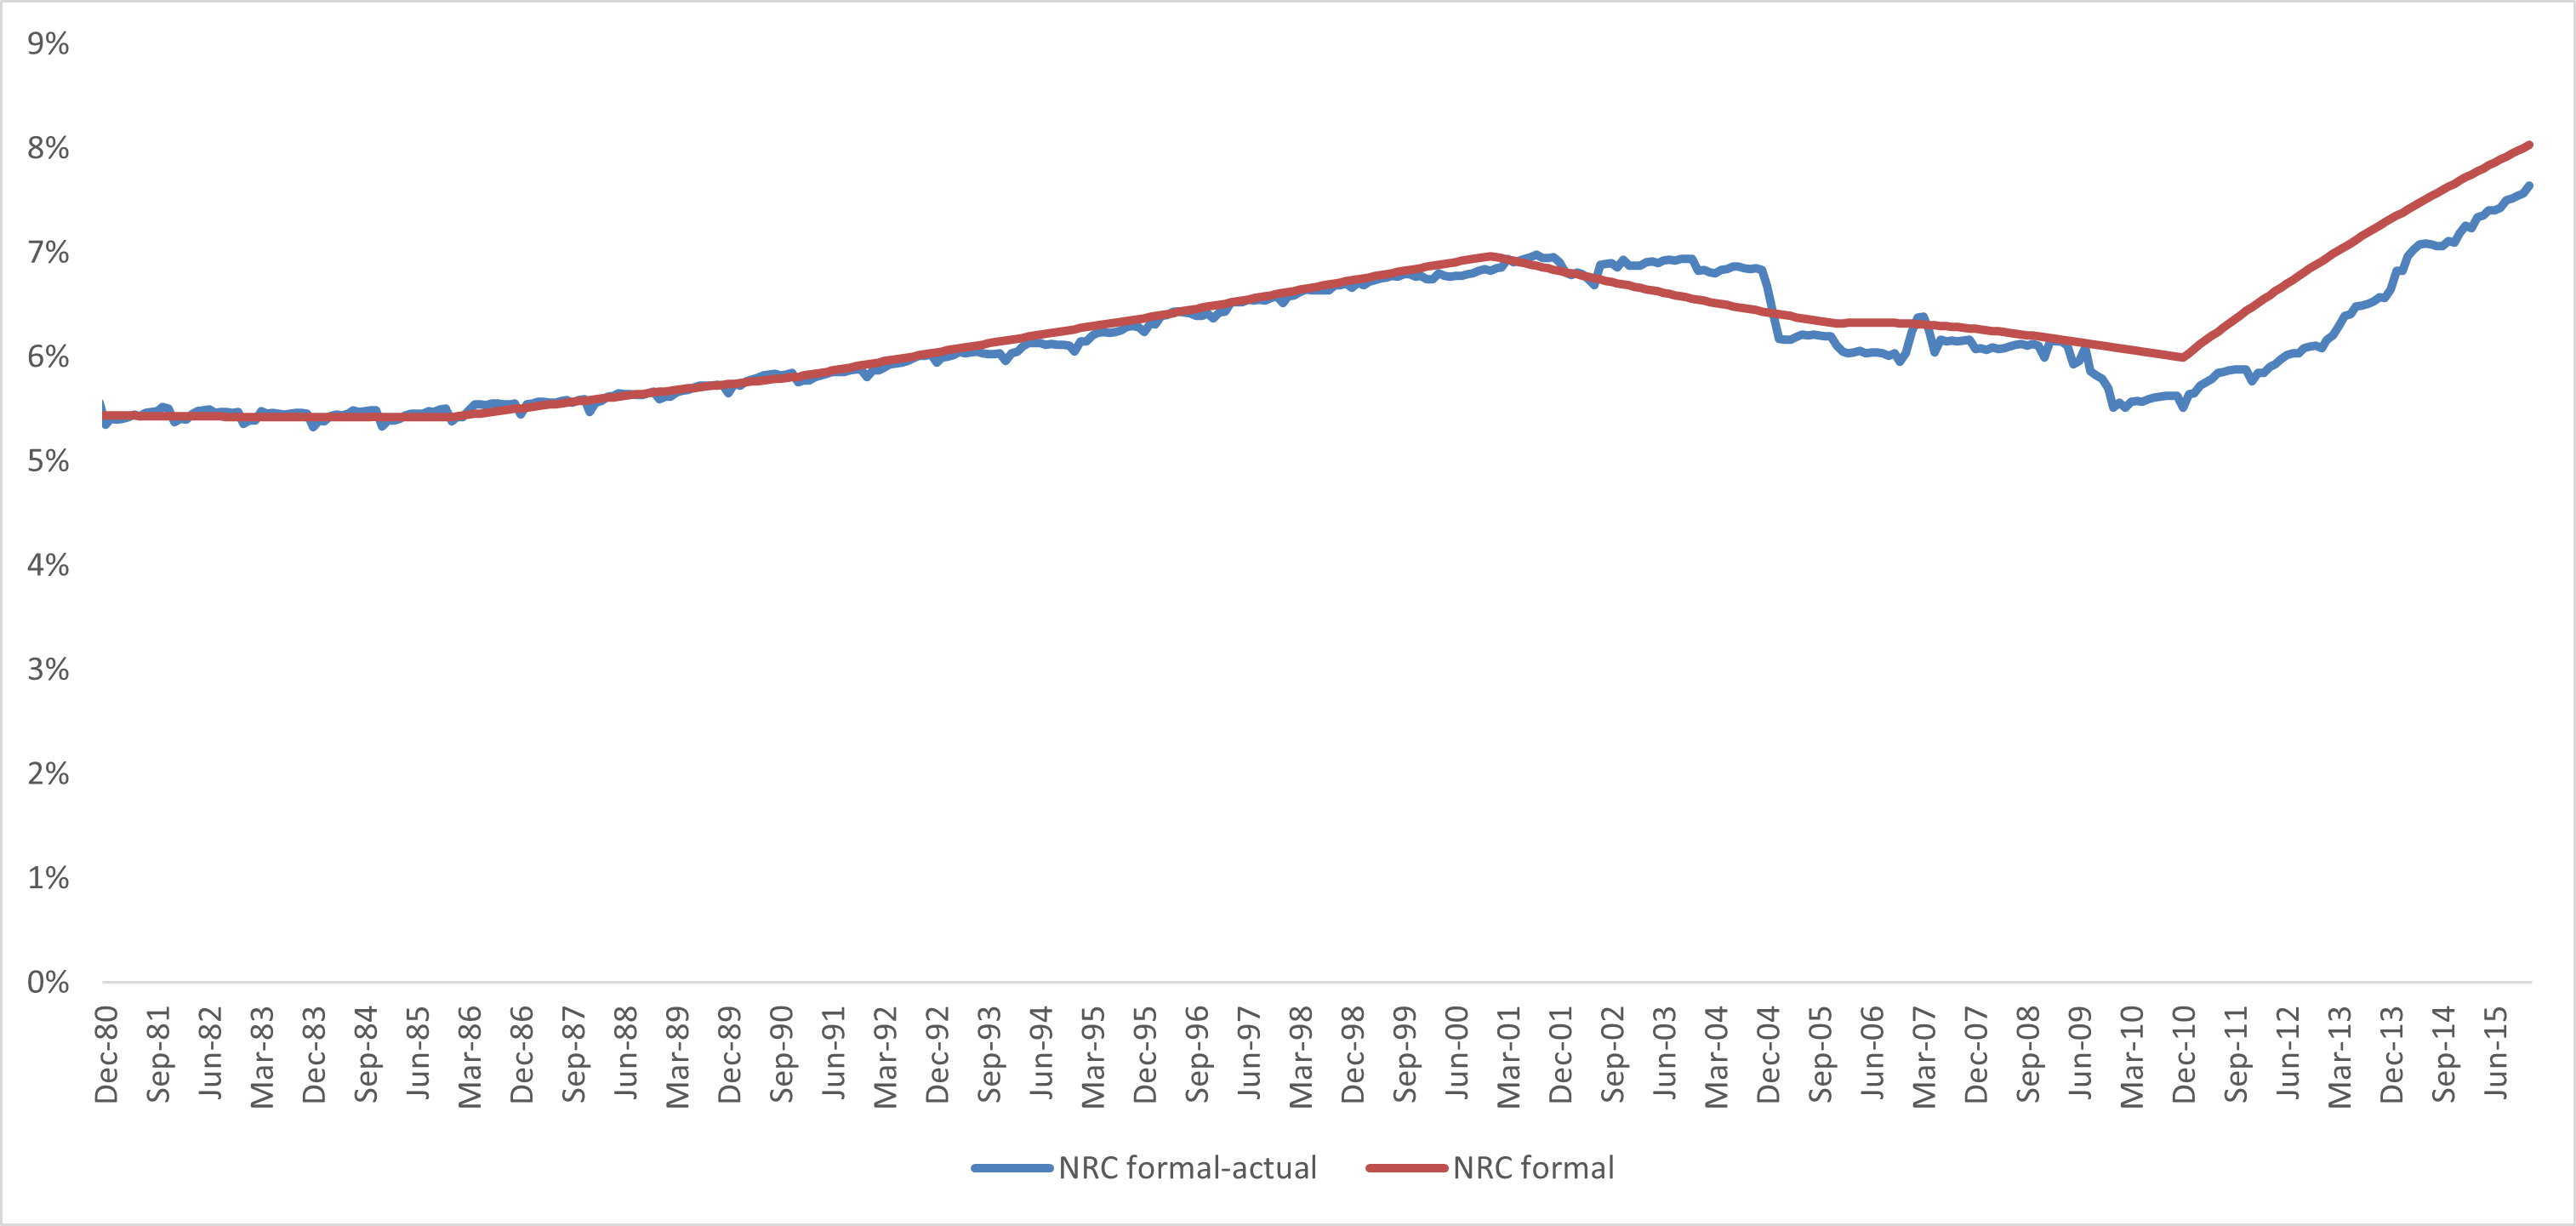 9%
8%
7%
6%
5%
4%
3%
2%
1%
0%
Dec-80
Sep-81
Jun-82
Mar-83
Dec-83
Sep-84
Jun-85
Mar-86
Dec-86
Sep-87
Jun-88
Mar-89
Dec-89
Sep-90
Jun-91
Mar-92
Dec-92
Sep-93
Jun-94
Mar-95
Dec-95
Sep-96
Jun-97
Mar-98
Dec-98
Sep-99
Jun-00
Mar-01
Dec-01
Sep-02
Jun-03
Mar-04
Dec-04
Sep-05
Jun-06
Mar-07
Dec-07
Sep-08
Jun-09
Mar-10
Dec-10
Sep-11
Jun-12
Mar-13
Dec-13
Sep-14
Jun-15
NRC formal-actual
NRC formal